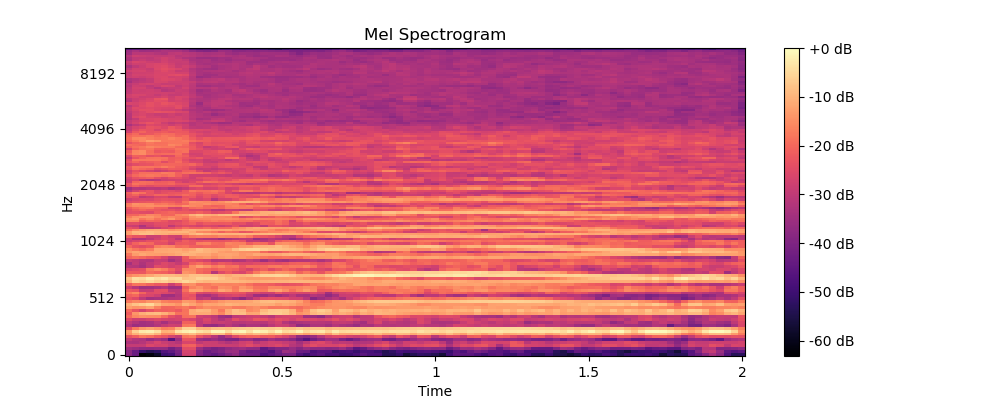 Mel Spectrogram
Hz
8192
4096
2048
1024
512
0
0
0.5
1
1.5
2
Time
+0 dB
-10 dB
-20 dB
-30 dB
-40 dB
-50 dB
-60 dB